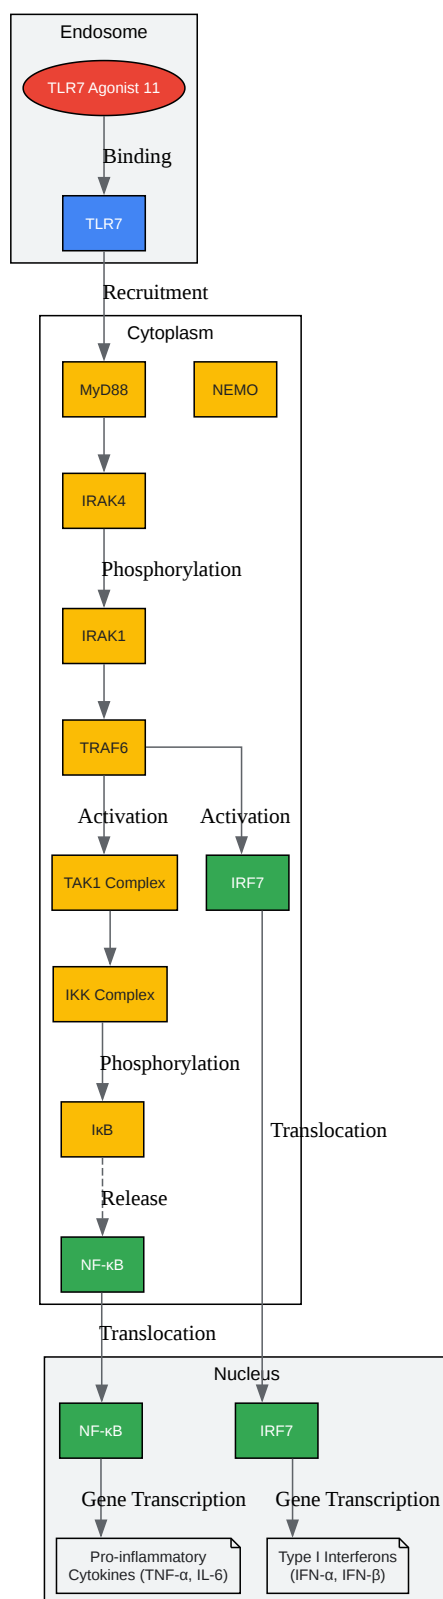 Endosome
TLR7 Agonist 11
Binding
TLR7
Recruitment
Cytoplasm
MyD88
NEMO
IRAK4
Phosphorylation
IRAK1
TRAF6
Activation
Activation
TAK1 Complex
IRF7
IKK Complex
Phosphorylation
IκB
Translocation
Release
NF-κB
Translocation
Nucleus
NF-κB
IRF7
Gene Transcription
Gene Transcription
Pro-inflammatory
Cytokines (TNF-α, IL-6)
Type I Interferons
(IFN-α, IFN-β)